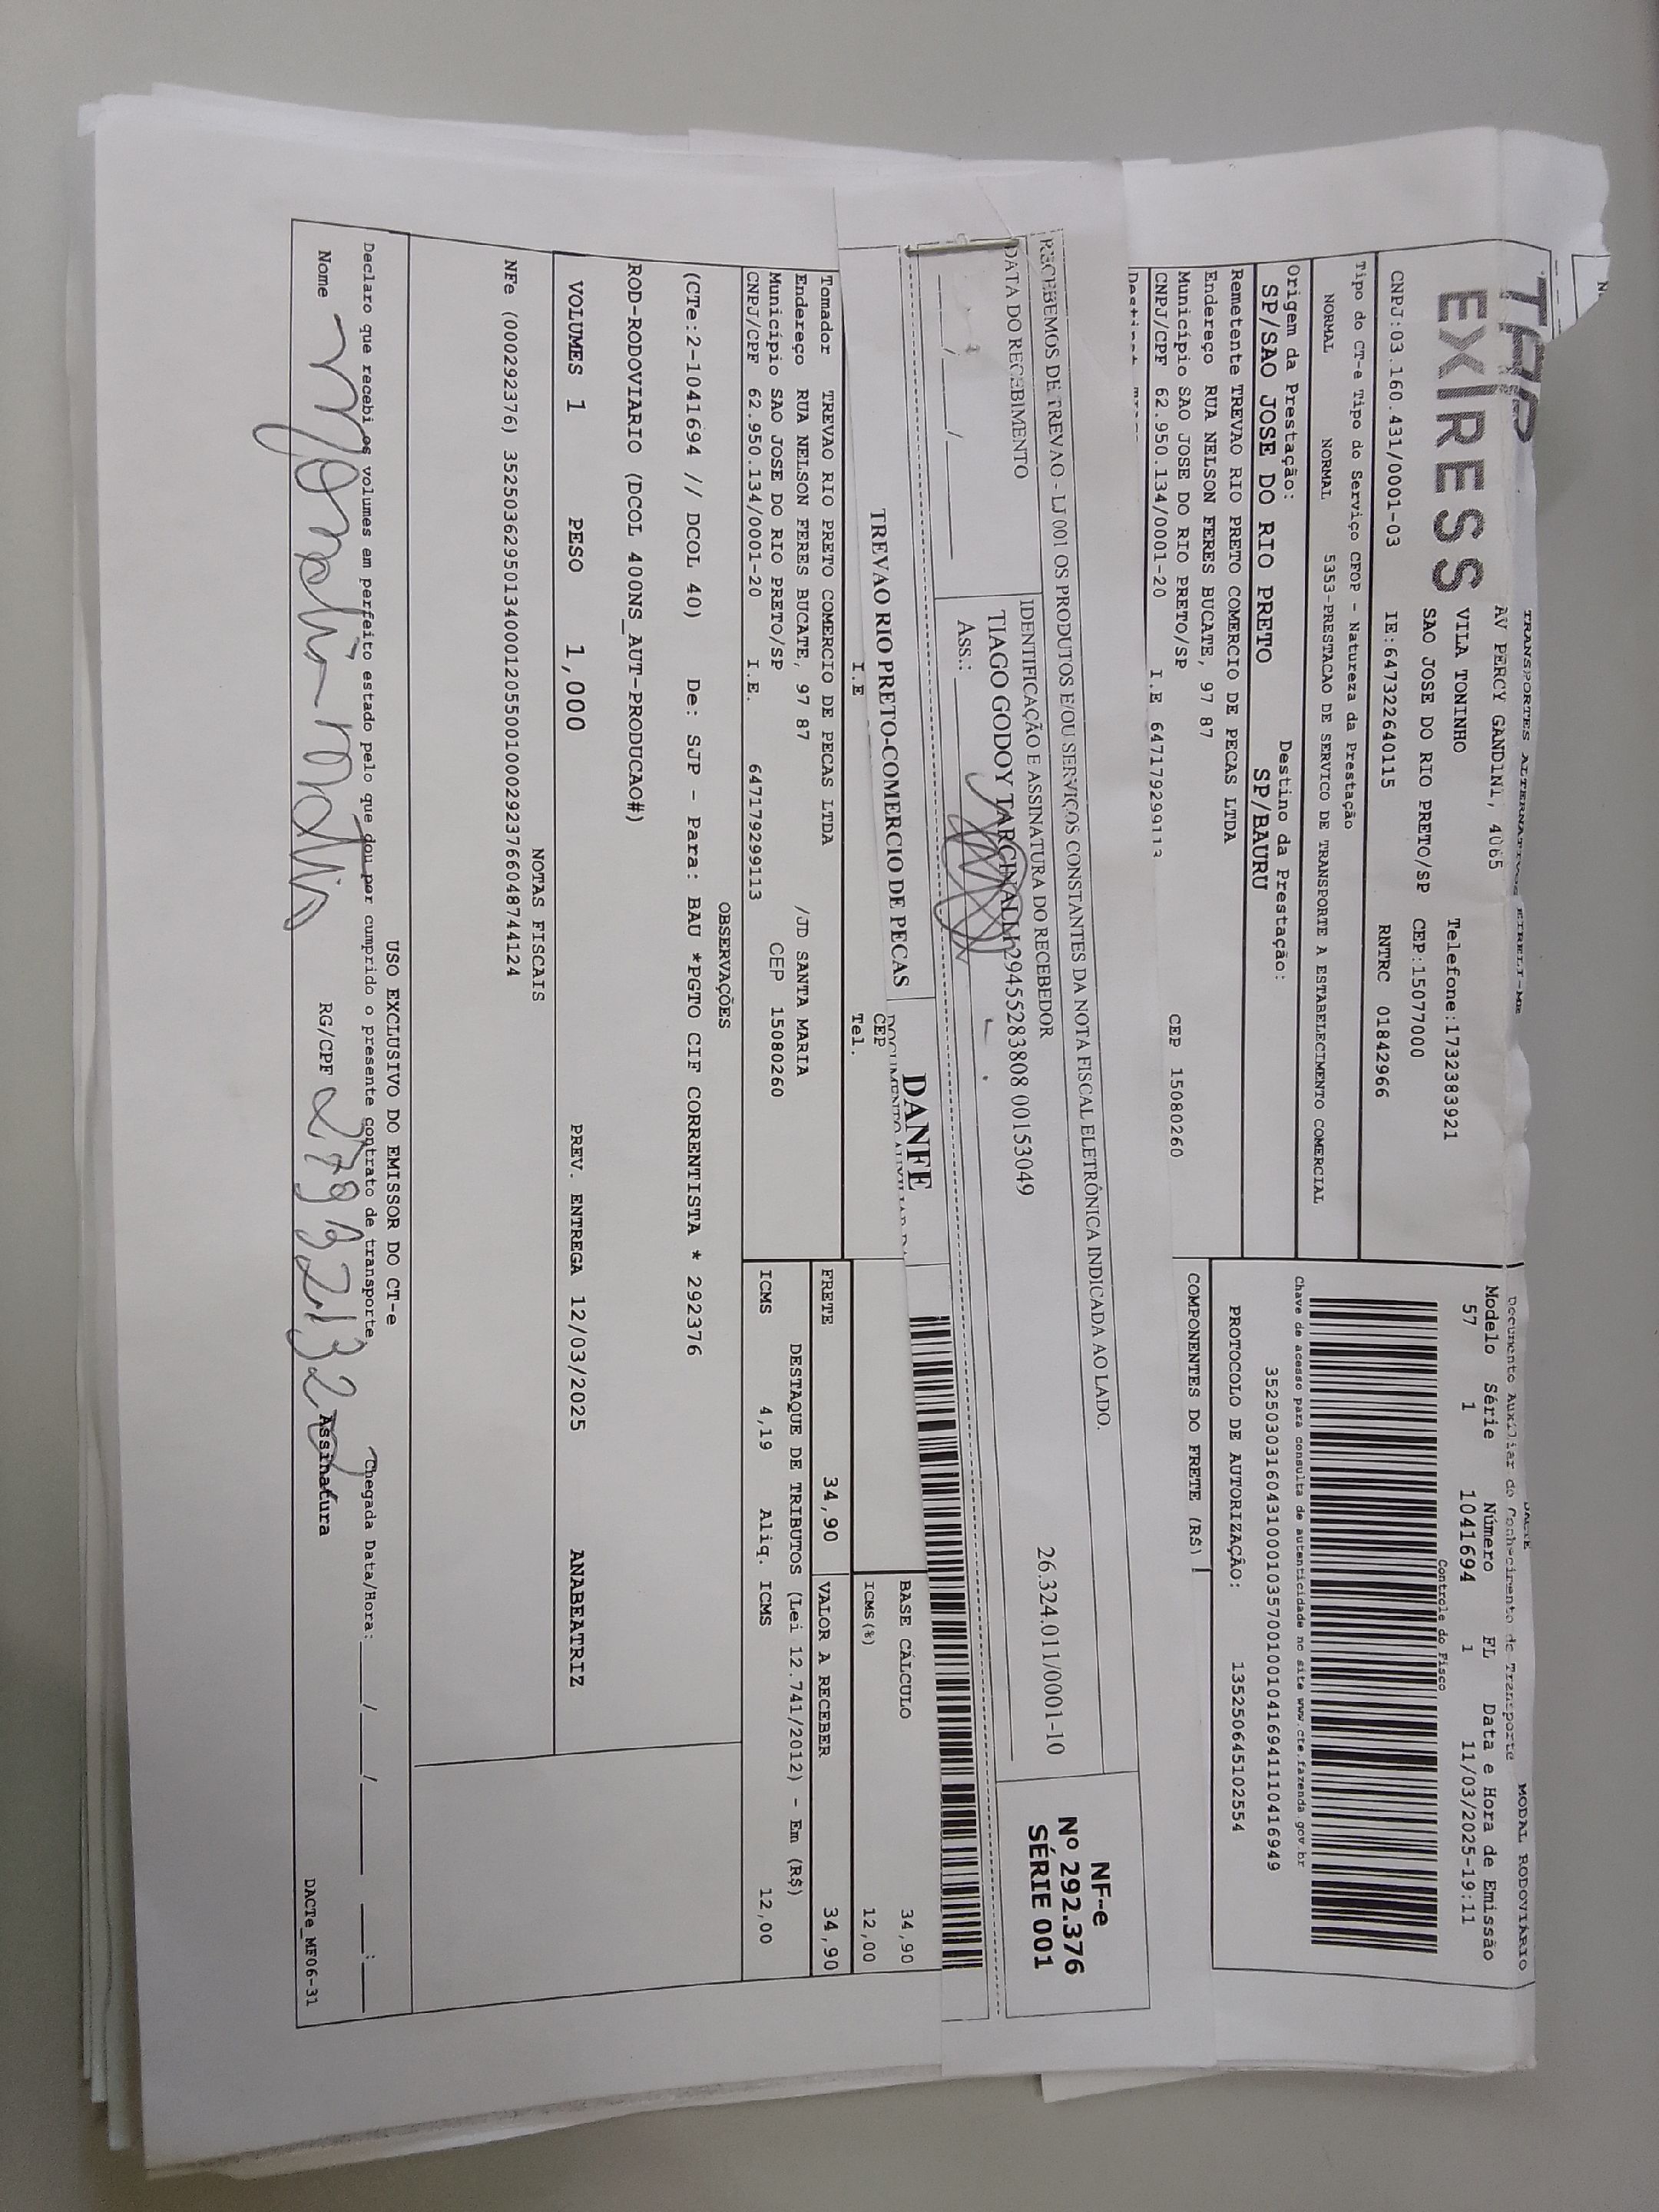 TRANSPORTES ALTERNATIVOS EIRELI-ME
EXPRESS
AV PERCY GANDINI, 4065
VILA TONINHO
Telefone:1732383921
SAO JOSE DO RIO PRETO/SP CEP:15077000
CNPJ:03.160.431/0001-03 IE:647322640115 RNTRC 01842966
Tipo do CT-e Tipo do Serviço CFOP - Natureza da Prestação
NORMAL NORMAL 5353-PRESTACAO DE SERVICO DE TRANSPORTE A ESTABELECIMENTO COMERCIAL
Origem da Prestação: Destino da Prestação:
SP/SAO JOSE DO RIO PRETO SP/BAURU
Remetente TREVAO RIO PRETO COMERCIO DE PECAS LTDA
Endereço RUA NELSON FERES BUCATE, 97 87
Município SAO JOSE DO RIO PRETO/SP CEP 15080260
CNPJ/CPF 62.950.134/0001-20 I.E 647179299113
DACTE MODAL RODOVIÁRIO
Documento Auxiliar do Conhecimento de Transporte
Modelo Série Número FL Data e Hora de Emissão
57 1 1041694 1 11/03/2025-19:11
Controle do Fisco
Chave de acesso para consulta de autenticidade no site www.cte.fazenda.gov.br
35250303160431000103570010010416941110416949
PROTOCOLO DE AUTORIZAÇÃO: 135250645102554
COMPONENTES DO FRETE (R$)
RECEBEMOS DE TREVAO - LJ 001 OS PRODUTOS E/OU SERVIÇOS CONSTANTES DA NOTA FISCAL ELETRÔNICA INDICADA AO LADO.
DATA DO RECEBIMENTO
IDENTIFICAÇÃO E ASSINATURA DO RECEBEDOR
TIAGO GODOY 29455283808 00153049 26.324.011/0001-10
Ass.:
NF-e
Nº 292.376
SÉRIE 001
TREVAO RIO PRETO-COMERCIO DE PECAS
DANFE
I.E
CEP
Tel.
BASE CÁLCULO 34,90
ICMS(%) 12,00
Tomador TREVAO RIO PRETO COMERCIO DE PECAS LTDA
Endereço RUA NELSON FERES BUCATE, 97 87 /JD SANTA MARIA
Município SAO JOSE DO RIO PRETO/SP CEP 15080260
CNPJ/CPF 62.950.134/0001-20 I.E. 647179299113
FRETE 34,90 VALOR A RECEBER 34,90
DESTAQUE DE TRIBUTOS (Lei 12.741/2012) - Em (R$)
ICMS 4,19 Aliq. ICMS 12,00
OBSERVAÇÕES
(CTe:2-1041694 // DCOL 40) De: SJP - Para: BAU *PGTO CIF CORRENTISTA * 292376
ROD-RODOVIARIO (DCOL 400NS_AUT-PRODUCAO#)
VOLUMES 1 PESO 1,000 PREV. ENTREGA 12/03/2025 ANABEATRIZ
NOTAS FISCAIS
NFe (000292376) 35250362950134000120550010002923766048744124
USO EXCLUSIVO DO EMISSOR DO CT-e
Declaro que recebi os volumes em perfeito estado pelo que dou por cumprido o presente contrato de transporte. Chegada Data/Hora: ___/___/___ __:__
Nome RG/CPF Assinatura
DACTe_MF06-31